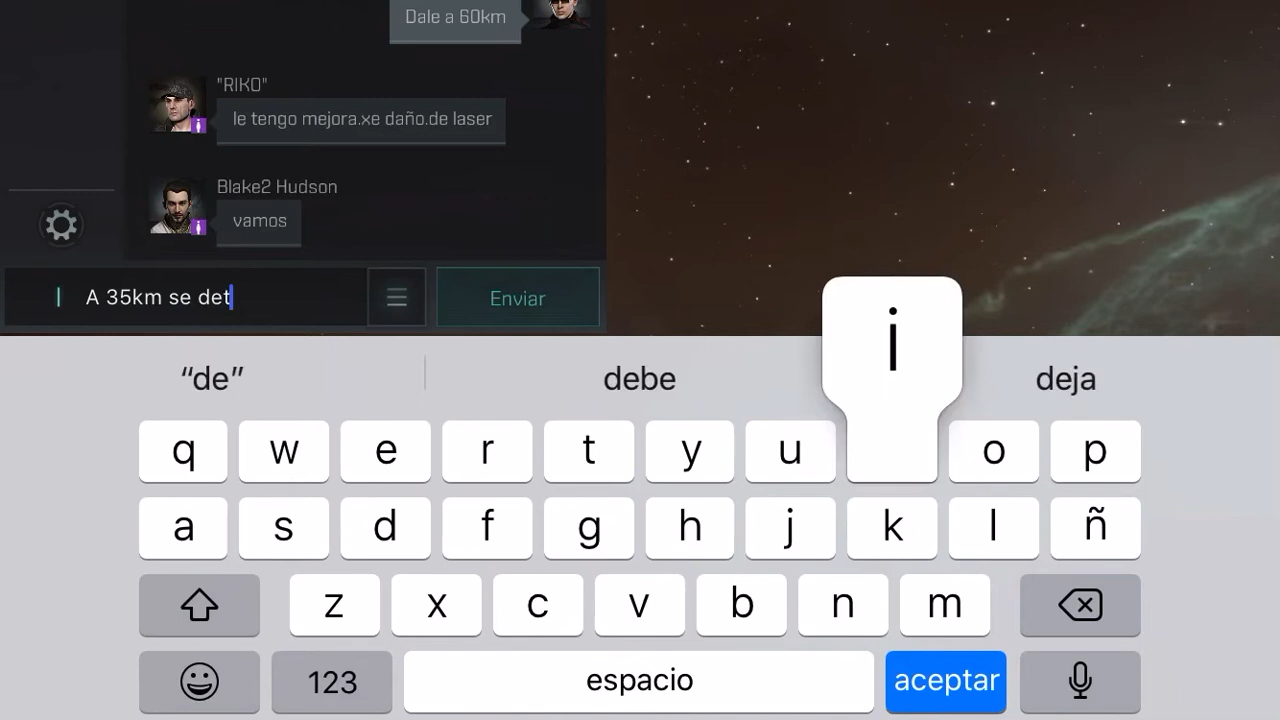 Dale a 60km
"RIKO"
le tengo mejora.xe daño.de laser
Blake2 Hudson
vamos
A 35km se det
Enviar
“de” debe deja
i
q w e r t y u o p
a s d f g h j k l ñ
z x c v b n m
123 espacio aceptar